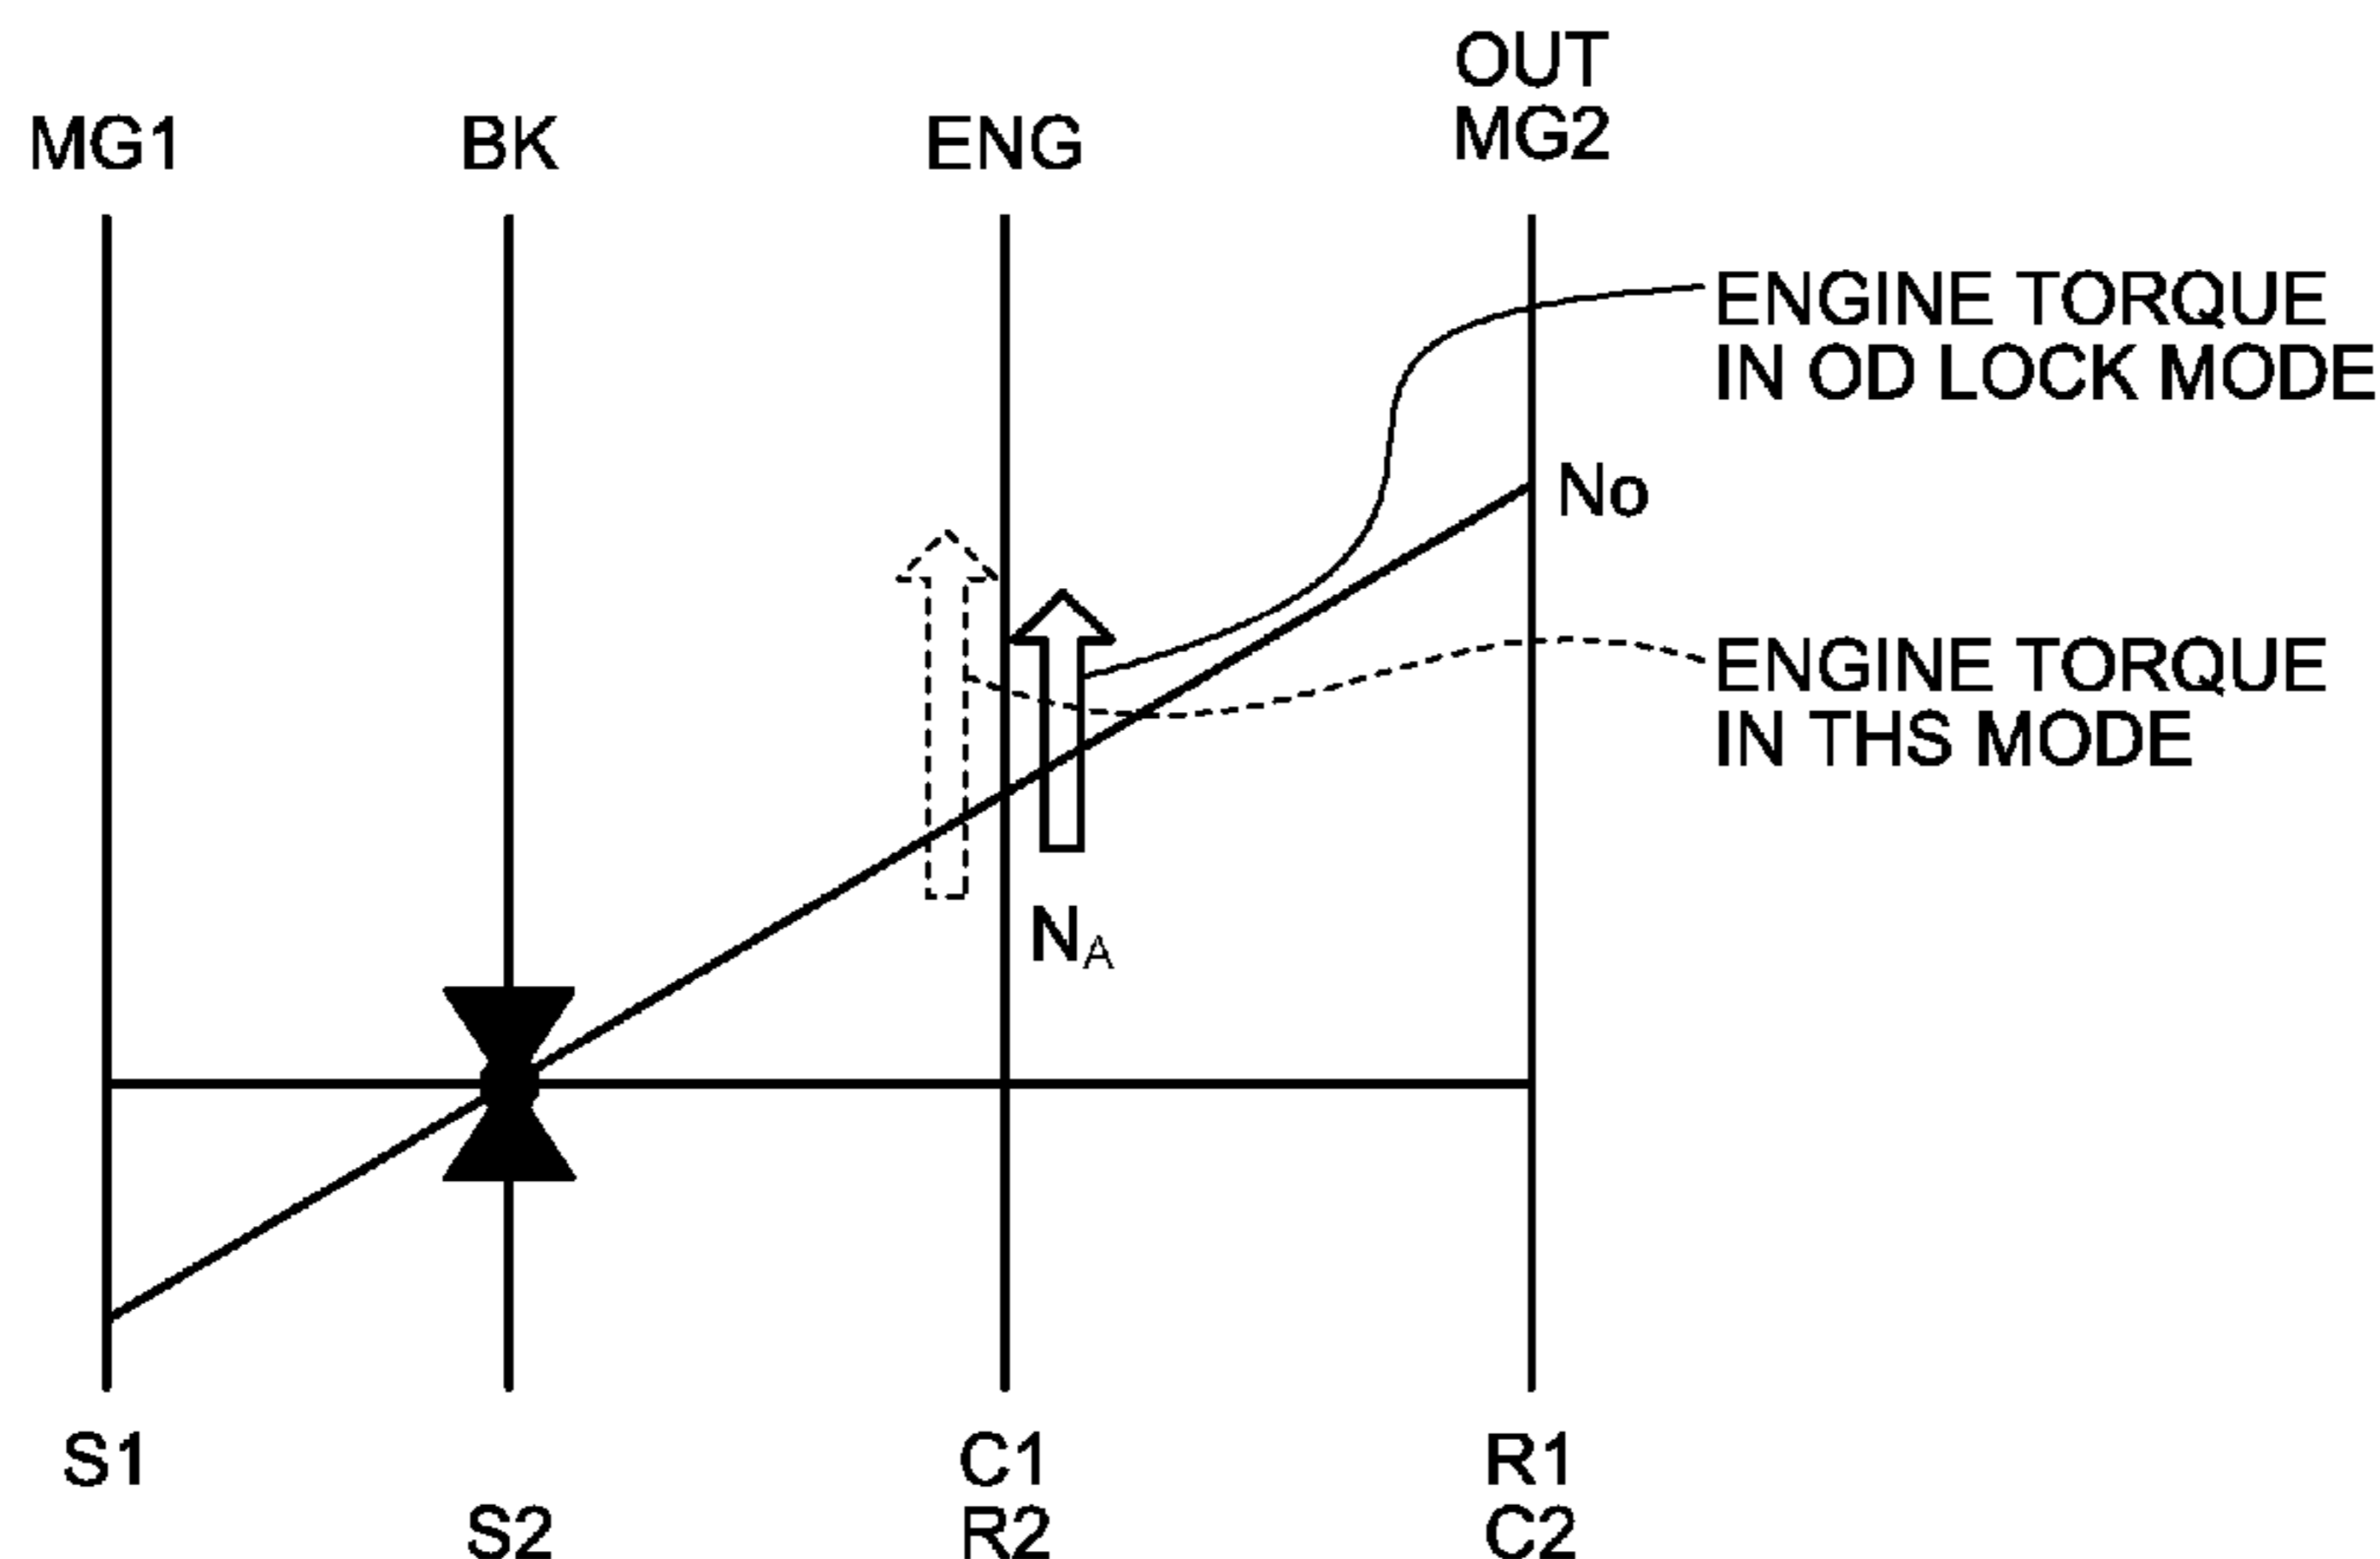 OUT
MG1 BK ENG MG2
ENGINE TORQUE
IN OD LOCK MODE
No
ENGINE TORQUE
IN THS MODE
NA
S1 C1 R1
S2 R2 C2